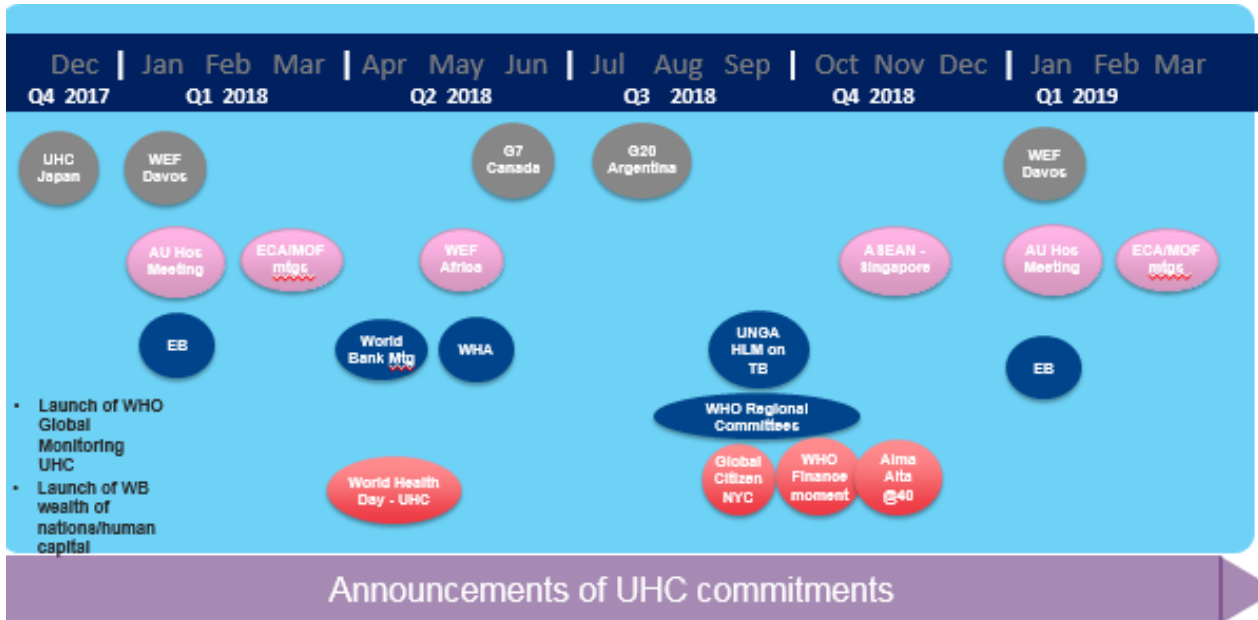 Dec | Jan Feb Mar | Apr May Jun | Jul Aug Sep | Oct Nov Dec | Jan Feb Mar
Q4 2017 Q1 2018 Q2 2018 Q3 2018 Q4 2018 Q1 2019
UHC
Japan
WEF
Davos
G7
Canada
G20
Argentina
WEF
Davos
AU Hos
Meeting
ECA/MOF
mtgs
WEF
Africa
ASEAN -
Singapore
AU Hos
Meeting
ECA/MOF
mtgs
EB
World
Bank Mtg
WHA
UNGA
HLM on
TB
EB
WHO Regional
Committees
• Launch of WHO
Global
Monitoring
UHC
• Launch of WB
wealth of
nations/human
capital
World Health
Day - UHC
Global
Citizen
NYC
WHO
Finance
moment
Alma
Alta
@40
Announcements of UHC commitments